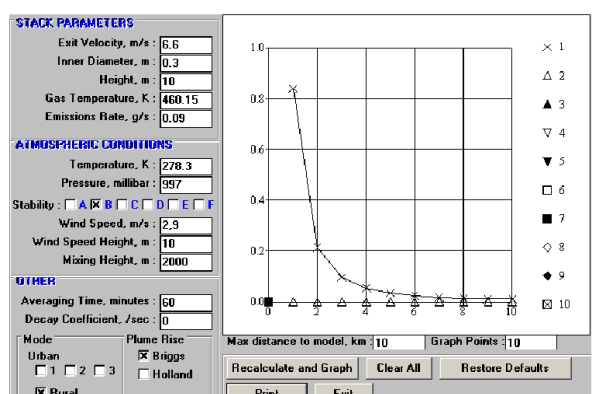 STACK PARAMETERS
Exit Velocity, m/s : 6.6
Inner Diameter, m : 0.3
Height, m : 10
Gas Temperature, K : 460.15
Emissions Rate, g/s : 0.09
ATMOSPHERIC CONDITIONS
Temperature, K : 278.3
Pressure, millibar : 997
Stability : A B C D E F
Wind Speed, m/s : 2,9
Wind Speed Height, m : 10
Mixing Height, m : 2000
OTHER
Averaging Time, minutes : 60
Decay Coefficient, /sec : 0
Mode
Urban
1 2 3
Rural
Plume Rise
Briggs
Holland
1.0
0.8
0.6
0.4
0.2
0.0
0 2 4 6 8 10
1
2
3
4
5
6
7
8
9
10
Max distance to model, km : 10 Graph Points : 10
Recalculate and Graph Clear All Restore Defaults
Print Exit